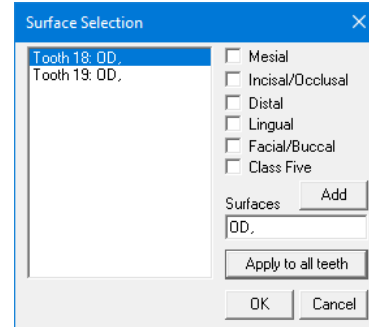 Surface Selection
Tooth 18: OD,
Tooth 19: OD,
Mesial
Incisal/Occlusal
Distal
Lingual
Facial/Buccal
Class Five
Surfaces
Add
OD,
Apply to all teeth
OK
Cancel